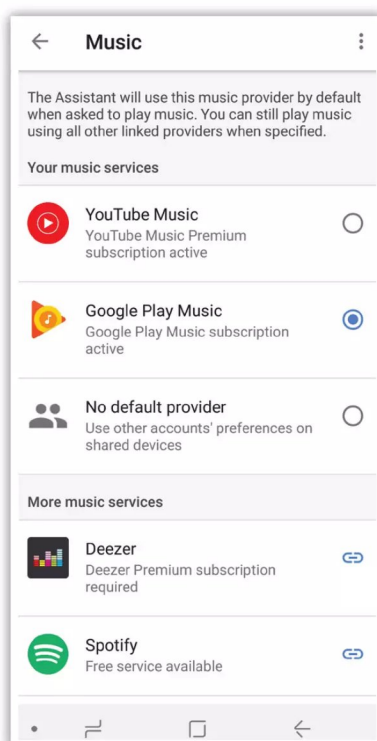 Music
The Assistant will use this music provider by default
when asked to play music. You can still play music
using all other linked providers when specified.
Your music services
YouTube Music
YouTube Music Premium
subscription active
Google Play Music
Google Play Music subscription
active
No default provider
Use other accounts' preferences on
shared devices
More music services
Deezer
Deezer Premium subscription
required
Spotify
Free service available